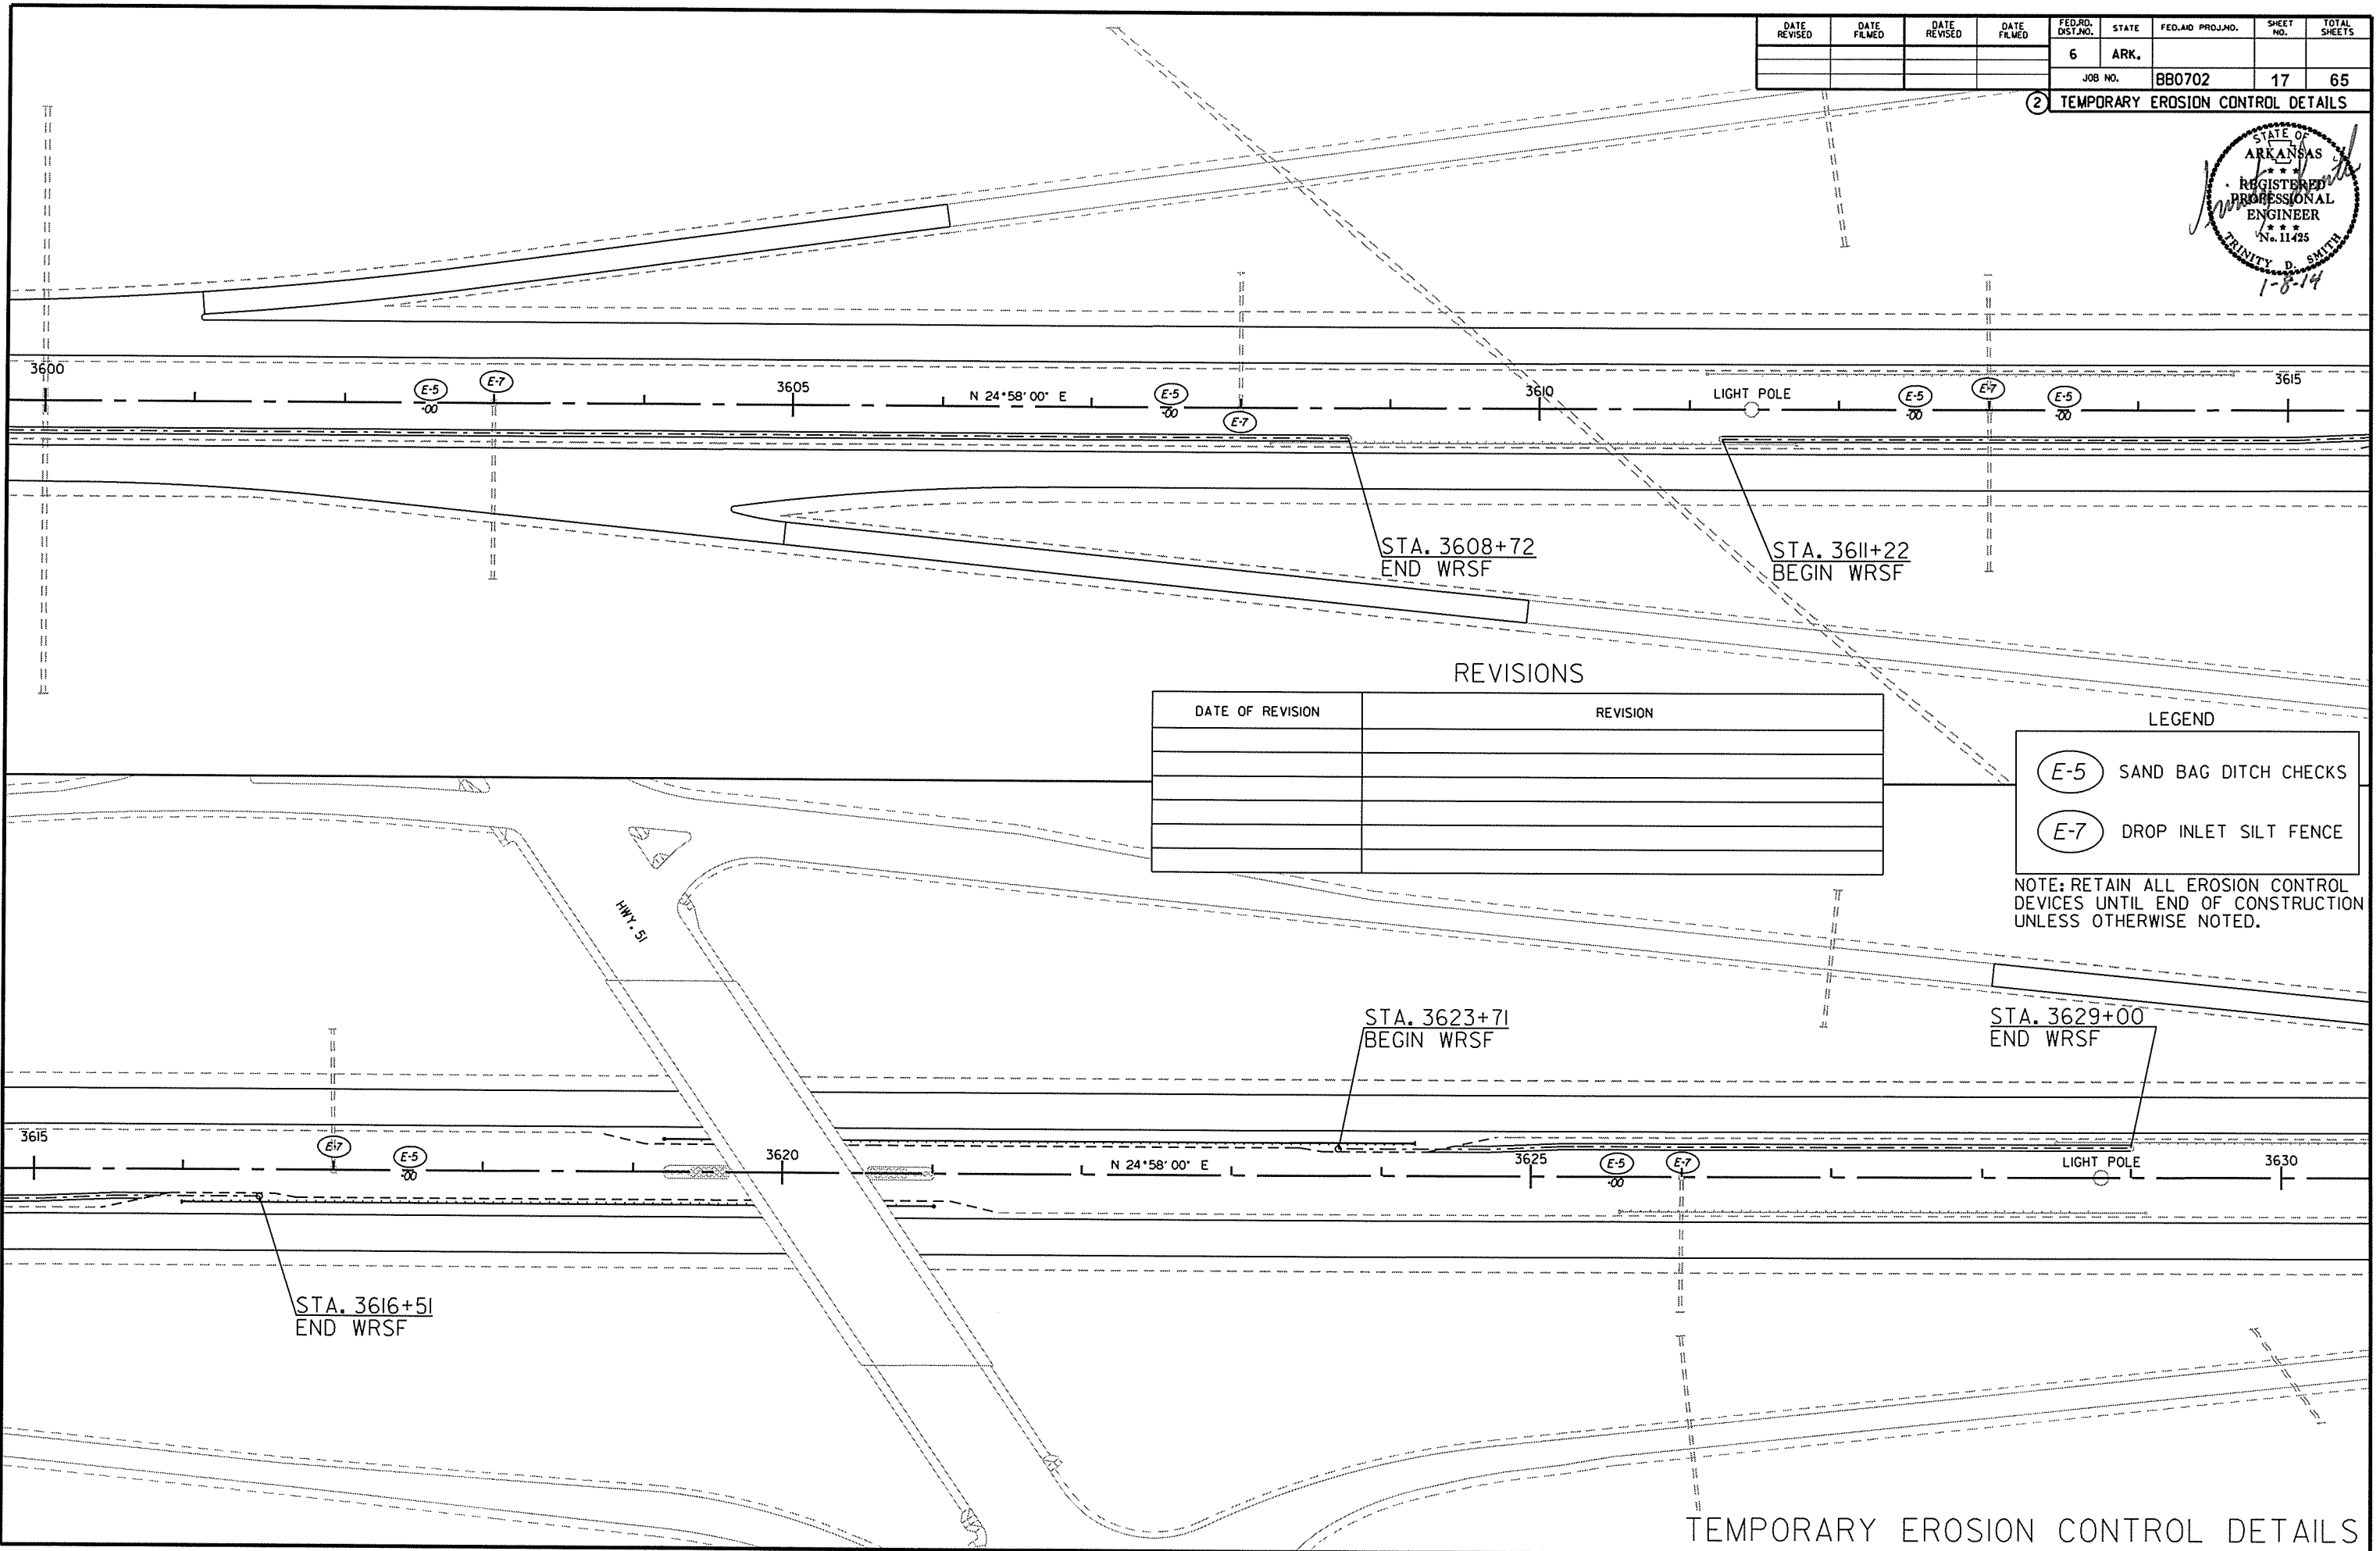 DATE REVISED
DATE FILMED
DATE REVISED
DATE FILMED
FED.RD. DIST.NO.
STATE
FED.AID PROJ.NO.
SHEET NO.
TOTAL SHEETS
6
ARK.
JOB NO.
BB0702
17
65
2
TEMPORARY EROSION CONTROL DETAILS
STATE OF
ARKANSAS
REGISTERED
PROFESSIONAL
ENGINEER
No. 11425
TRINITY D. SMITH
1-8-14
3600
E-5
E-7
3605
N 24°58'00" E
E-5
E-7
3610
LIGHT POLE
E-5
E-7
E-5
3615
STA. 3608+72
END WRSF
STA. 3611+22
BEGIN WRSF
REVISIONS
DATE OF REVISION
REVISION
LEGEND
E-5 SAND BAG DITCH CHECKS
E-7 DROP INLET SILT FENCE
NOTE: RETAIN ALL EROSION CONTROL
DEVICES UNTIL END OF CONSTRUCTION
UNLESS OTHERWISE NOTED.
HWY. 51
STA. 3623+71
BEGIN WRSF
STA. 3629+00
END WRSF
3615
E-7
E-5
3620
N 24°58'00" E
3625
E-5
E-7
LIGHT POLE
3630
STA. 3616+51
END WRSF
TEMPORARY EROSION CONTROL DETAILS